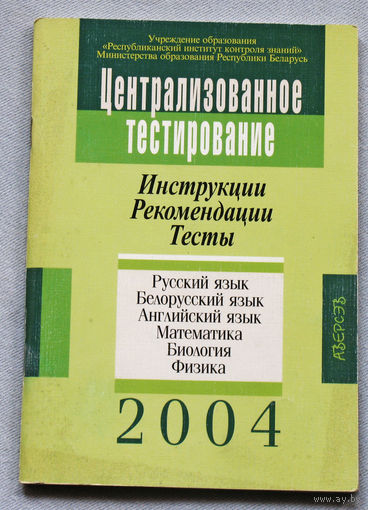 Учреждение образования
«Республиканский институт контроля знаний»
Министерства образования Республики Беларусь
Централизованное
тестирование
Инструкции
Рекомендации
Тесты
Русский язык
Белорусский язык
Английский язык
Математика
Биология
Физика
АВЕРСЭВ
2004
www.ay.by